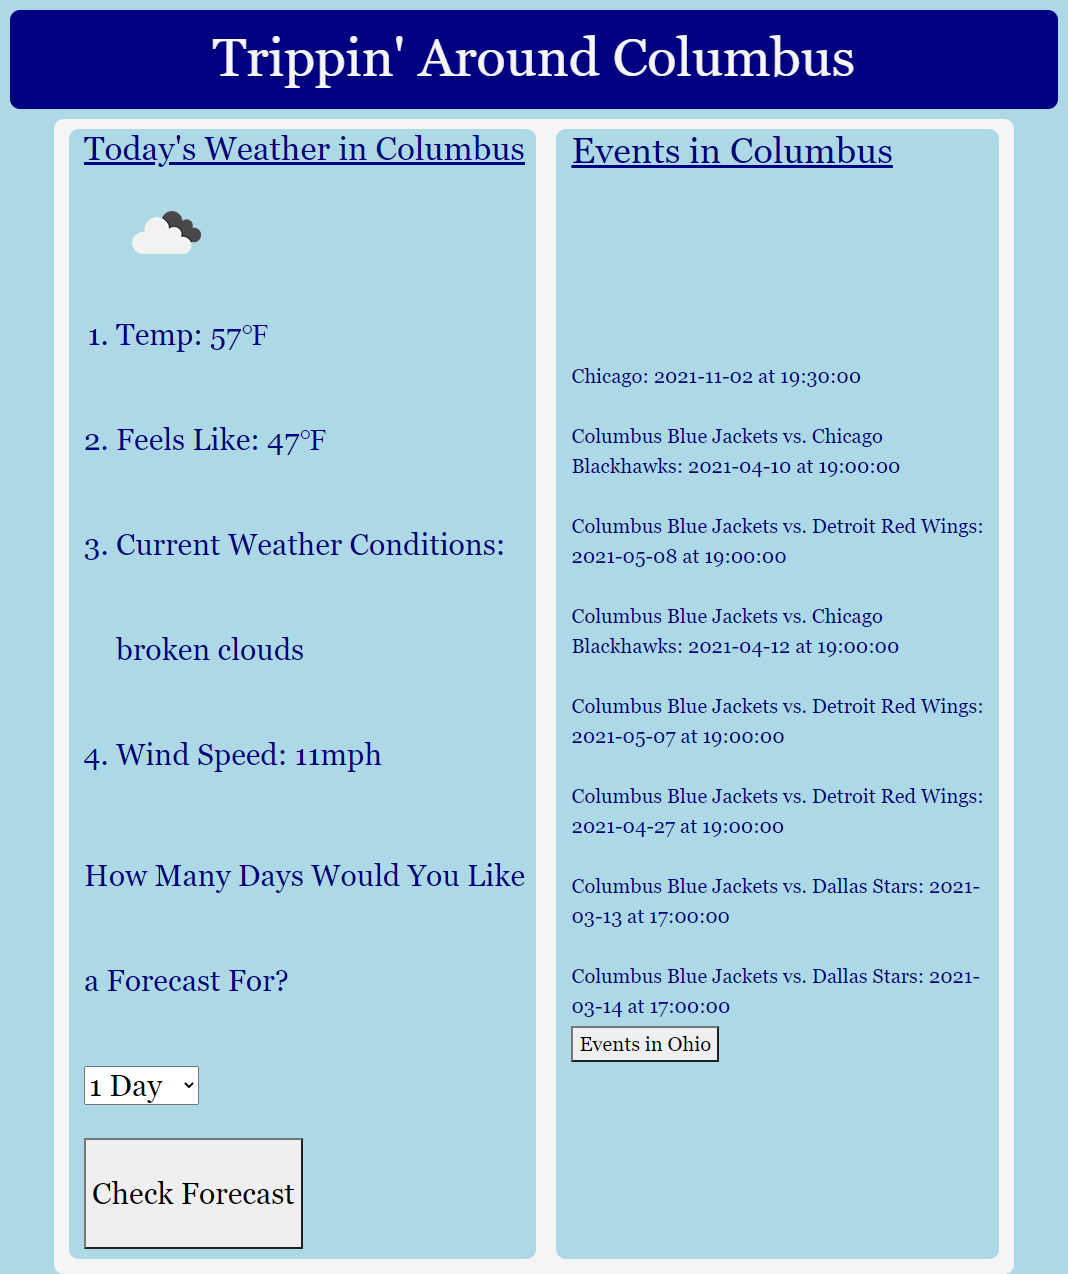 Trippin' Around Columbus
Today's Weather in Columbus
1. Temp: 57°F
2. Feels Like: 47°F
3. Current Weather Conditions:
broken clouds
4. Wind Speed: 11mph
How Many Days Would You Like
a Forecast For?
1 Day
Check Forecast
Events in Columbus
Chicago: 2021-11-02 at 19:30:00
Columbus Blue Jackets vs. Chicago
Blackhawks: 2021-04-10 at 19:00:00
Columbus Blue Jackets vs. Detroit Red Wings:
2021-05-08 at 19:00:00
Columbus Blue Jackets vs. Chicago
Blackhawks: 2021-04-12 at 19:00:00
Columbus Blue Jackets vs. Detroit Red Wings:
2021-05-07 at 19:00:00
Columbus Blue Jackets vs. Detroit Red Wings:
2021-04-27 at 19:00:00
Columbus Blue Jackets vs. Dallas Stars: 2021-
03-13 at 17:00:00
Columbus Blue Jackets vs. Dallas Stars: 2021-
03-14 at 17:00:00
Events in Ohio